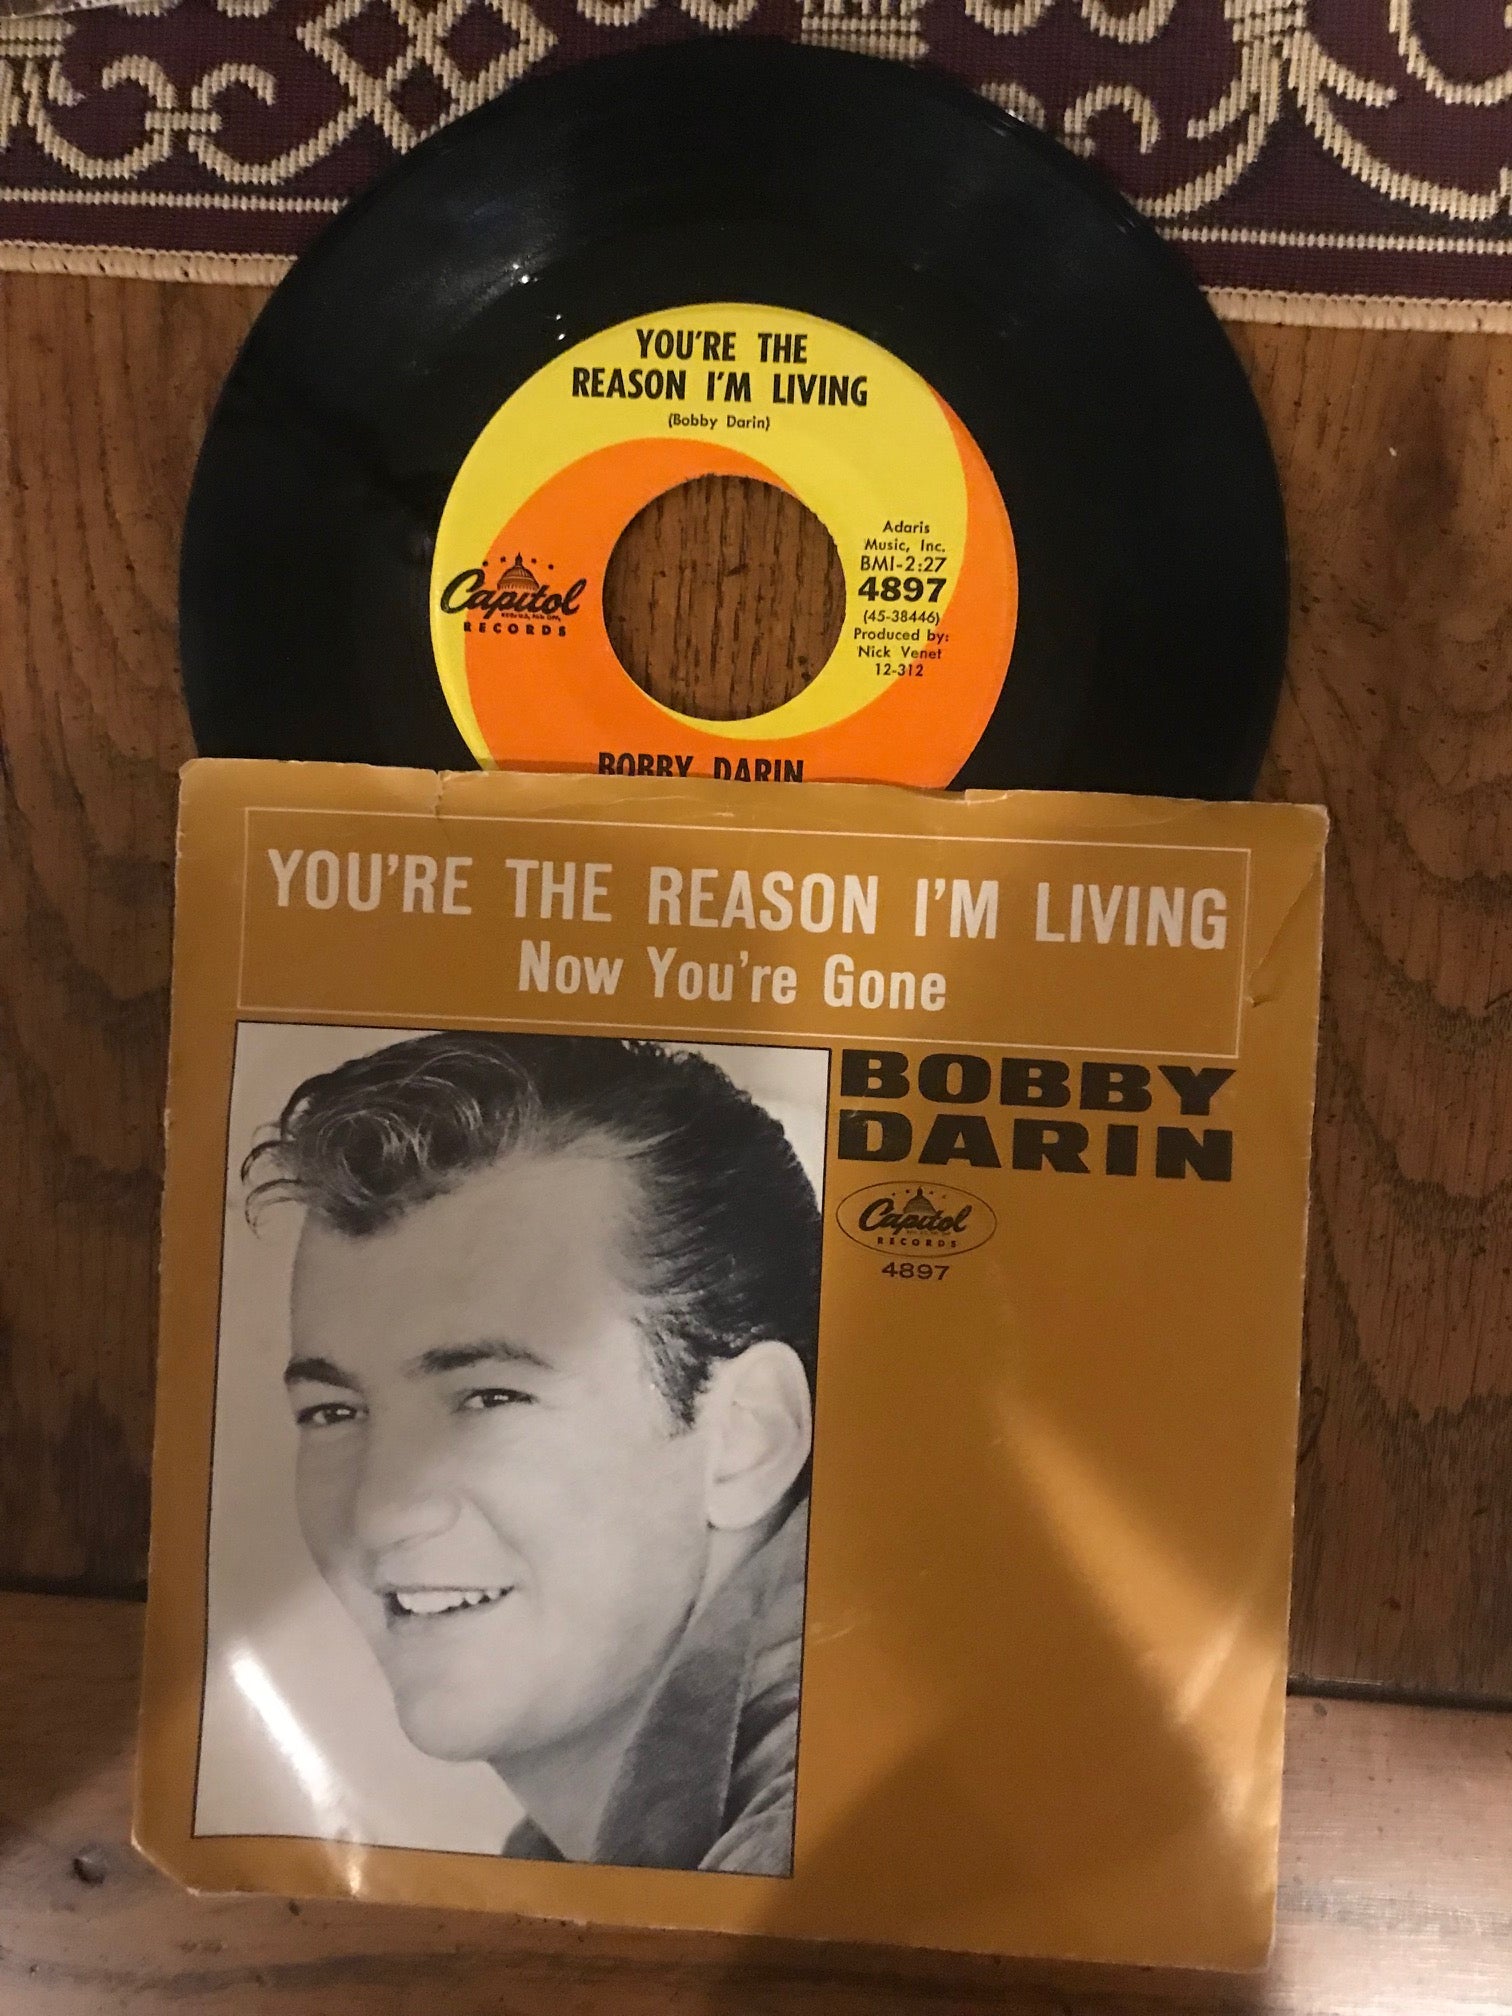 YOU'RE THE
REASON I'M LIVING
(Bobby Darin)
Adaris
Music, Inc.
BMI-2:27
4897
(45-38446)
Produced by:
Nick Venet
12-312
Capitol
RECORDS
BOBBY DARIN
YOU'RE THE REASON I'M LIVING
Now You're Gone
BOBBY
DARIN
Capitol
RECORDS
4897